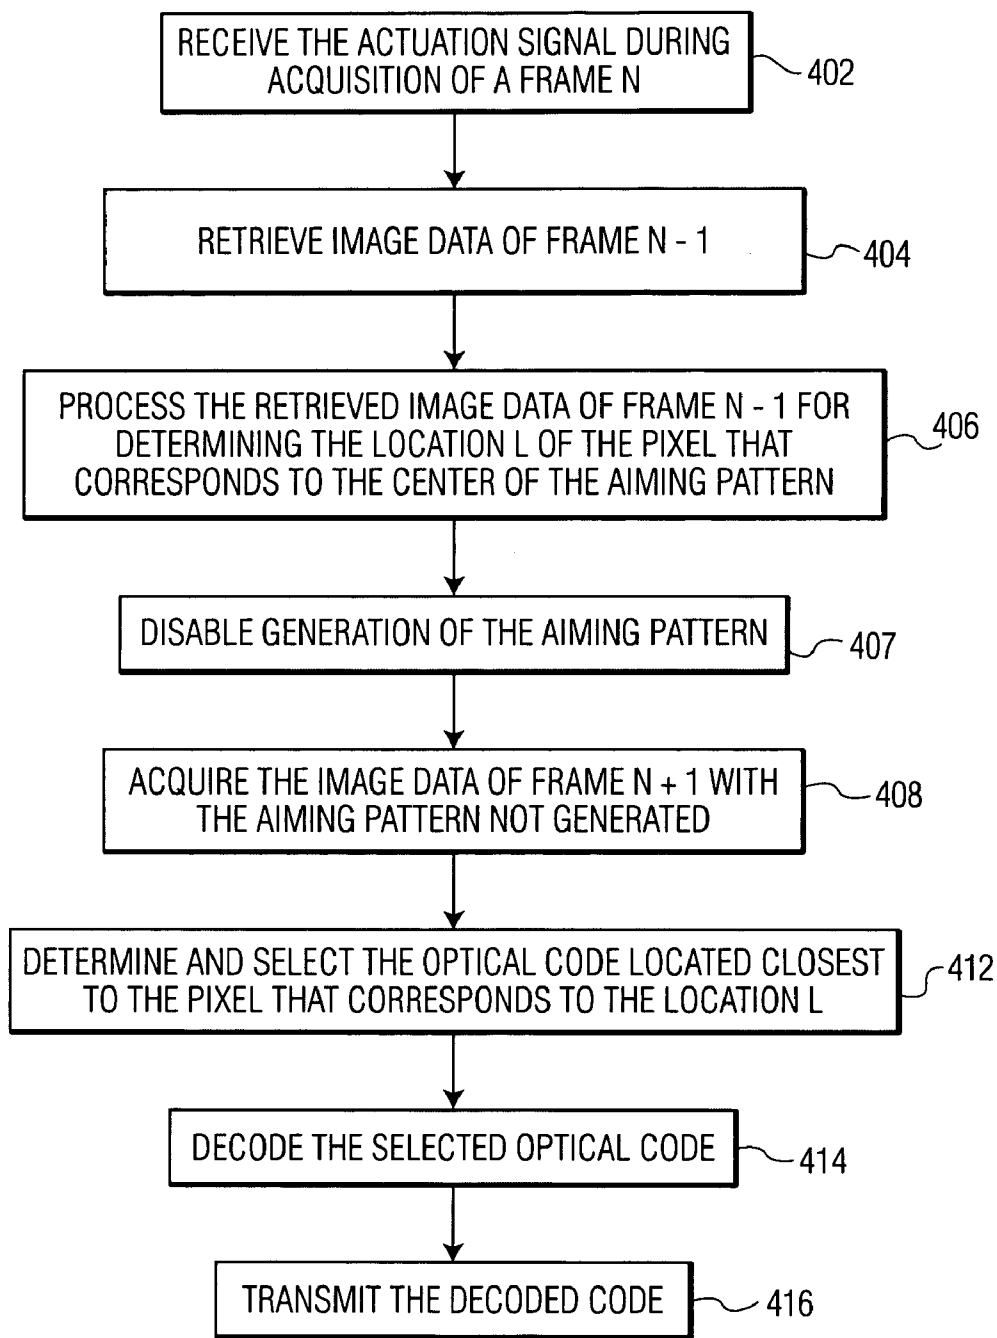 RECEIVE THE ACTUATION SIGNAL DURING
ACQUISITION OF A FRAME N
402
RETRIEVE IMAGE DATA OF FRAME N - 1
404
PROCESS THE RETRIEVED IMAGE DATA OF FRAME N - 1 FOR
DETERMINING THE LOCATION L OF THE PIXEL THAT
CORRESPONDS TO THE CENTER OF THE AIMING PATTERN
406
DISABLE GENERATION OF THE AIMING PATTERN
407
ACQUIRE THE IMAGE DATA OF FRAME N + 1 WITH
THE AIMING PATTERN NOT GENERATED
408
DETERMINE AND SELECT THE OPTICAL CODE LOCATED CLOSEST
TO THE PIXEL THAT CORRESPONDS TO THE LOCATION L
412
DECODE THE SELECTED OPTICAL CODE
414
TRANSMIT THE DECODED CODE
416